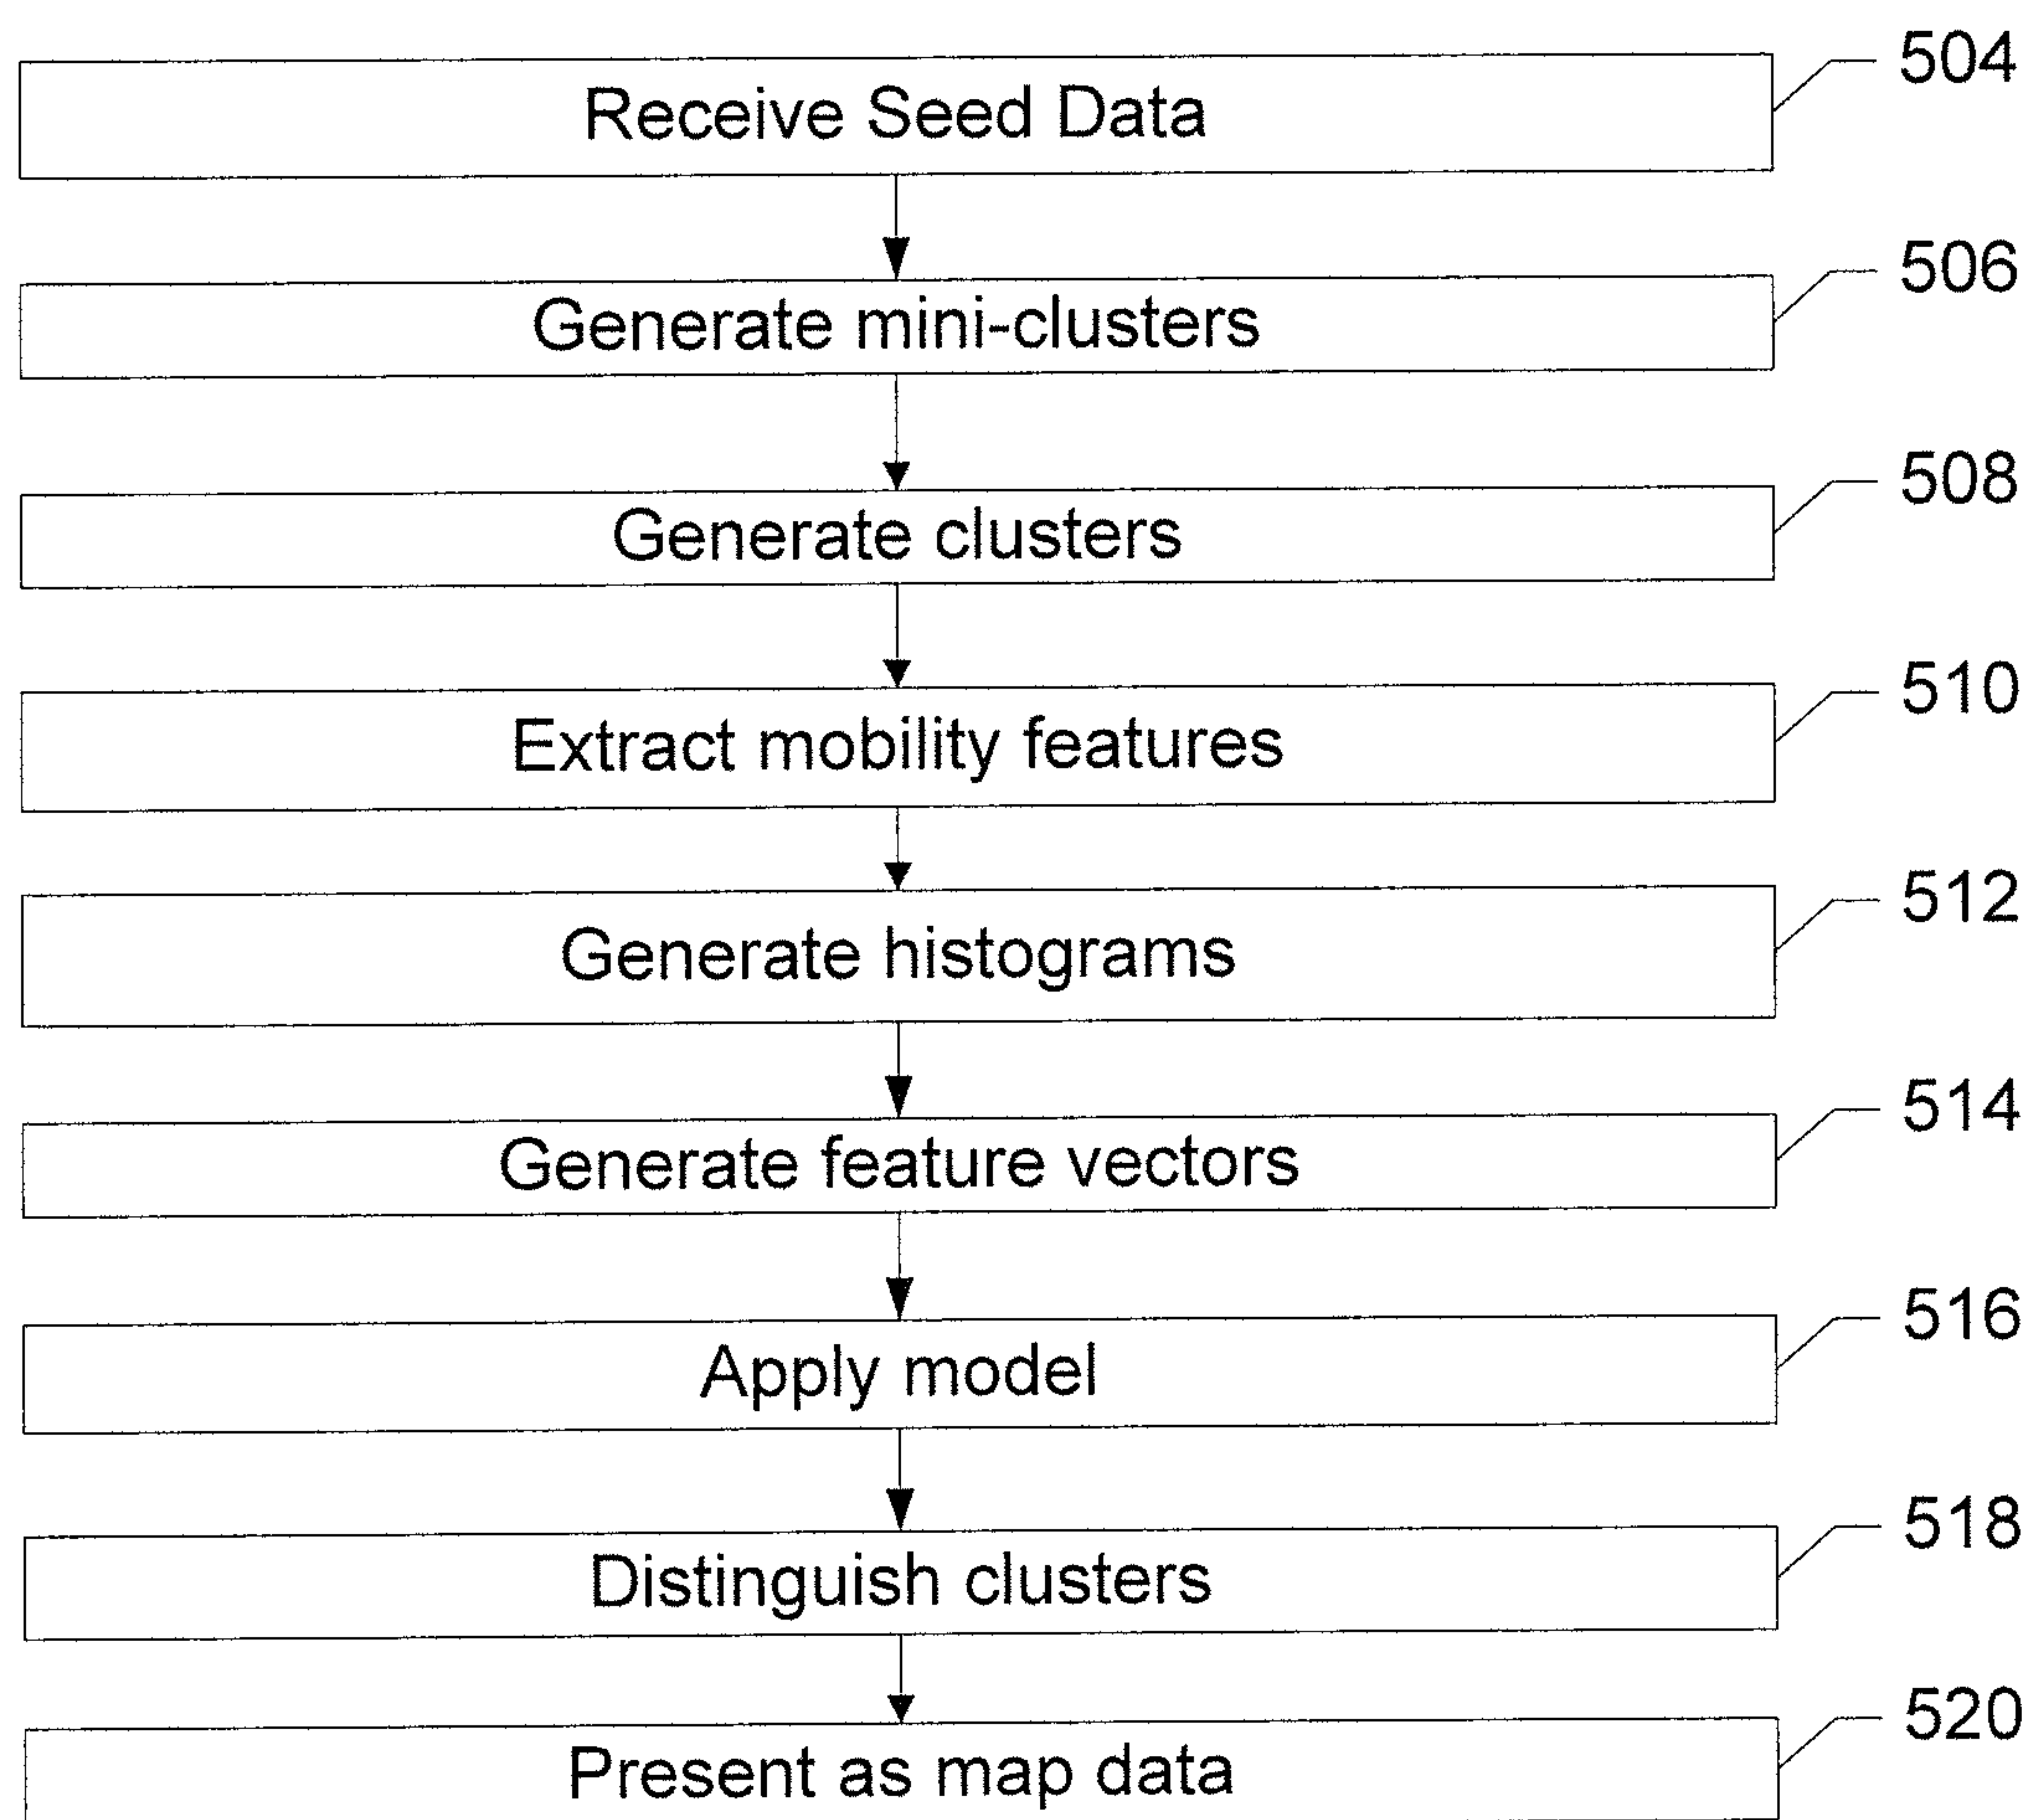 504
Receive Seed Data
506
Generate mini-clusters
508
Generate clusters
510
Extract mobility features
512
Generate histograms
514
Generate feature vectors
516
Apply model
518
Distinguish clusters
520
Present as map data